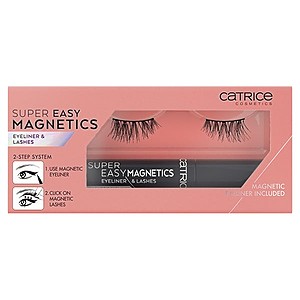 CATRICE
COSMETICS
SUPER EASY
MAGNETICS
EYELINER &
LASHES
2-STEP SYSTEM
1. USE MAGNETIC
EYELINER
2. CLICK ON
MAGNETIC
LASHES
SUPER
EASY MAGNETICS
EYELINER & LASHES
CATRICE
MAGNETIC
INCLUDED